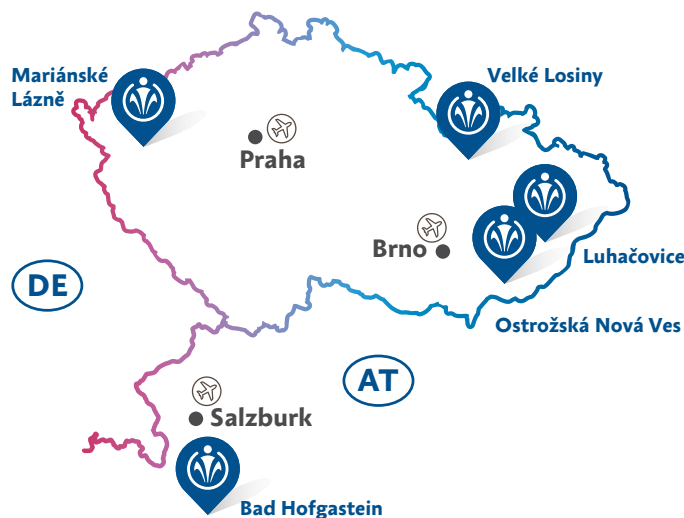 Mariánské
Lázně
Velké Losiny
Praha
Brno
Luhačovice
DE
Ostrožská Nová Ves
AT
Salzburk
Bad Hofgastein